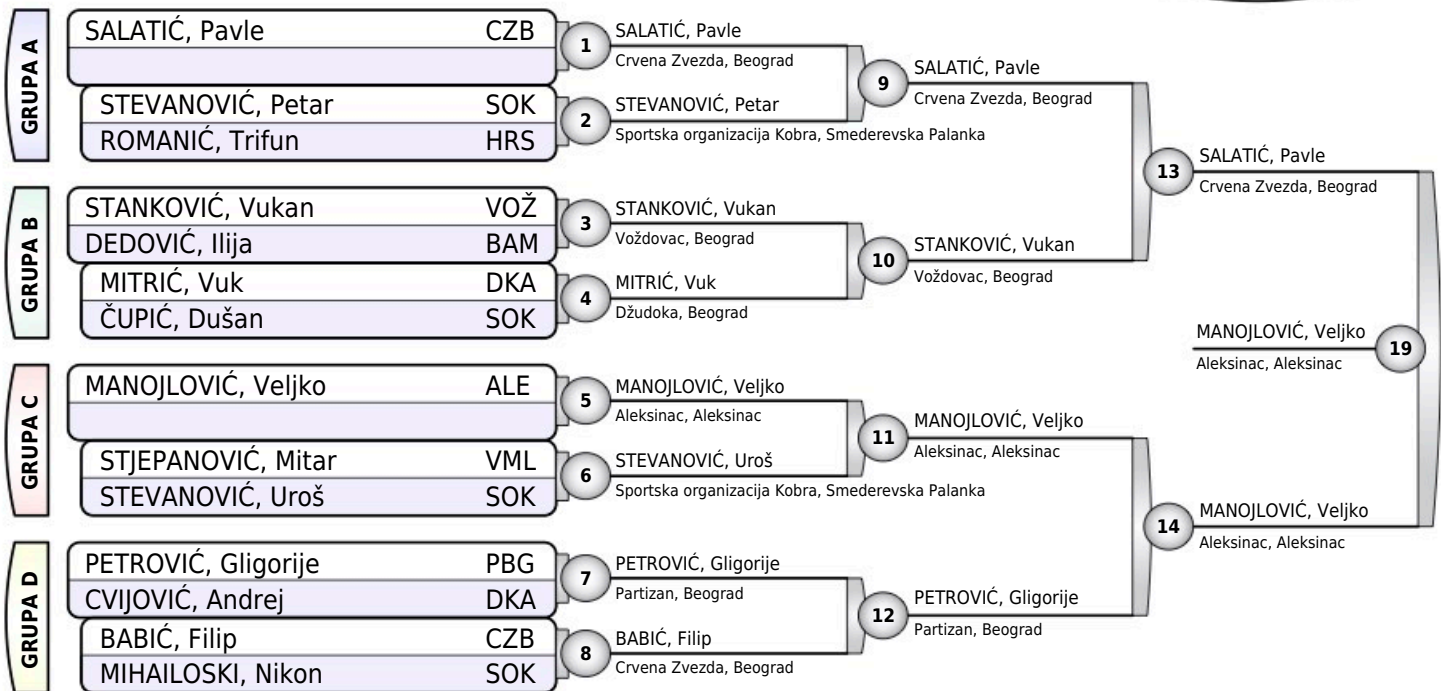 GRUPA A
SALATIĆ, Pavle CZB
STEVANOVIĆ, Petar SOK
ROMANIĆ, Trifun HRS
GRUPA B
STANKOVIĆ, Vukan VOŽ
DEDOVIĆ, Ilija BAM
MITRIĆ, Vuk DKA
ČUPIĆ, Dušan SOK
GRUPA C
MANOJLOVIĆ, Veljko ALE
STJEPANOVIĆ, Mitar VML
STEVANOVIĆ, Uroš SOK
GRUPA D
PETROVIĆ, Gligorije PBG
CVIJOVIĆ, Andrej DKA
BABIĆ, Filip CZB
MIHAILOSKI, Nikon SOK
1
SALATIĆ, Pavle
Crvena Zvezda, Beograd
2
STEVANOVIĆ, Petar
Sportska organizacija Kobra, Smederevska Palanka
3
STANKOVIĆ, Vukan
Voždovac, Beograd
4
MITRIĆ, Vuk
Džudoka, Beograd
5
MANOJLOVIĆ, Veljko
Aleksinac, Aleksinac
6
STEVANOVIĆ, Uroš
Sportska organizacija Kobra, Smederevska Palanka
7
PETROVIĆ, Gligorije
Partizan, Beograd
8
BABIĆ, Filip
Crvena Zvezda, Beograd
9
SALATIĆ, Pavle
Crvena Zvezda, Beograd
10
STANKOVIĆ, Vukan
Voždovac, Beograd
11
MANOJLOVIĆ, Veljko
Aleksinac, Aleksinac
12
PETROVIĆ, Gligorije
Partizan, Beograd
13
SALATIĆ, Pavle
Crvena Zvezda, Beograd
14
MANOJLOVIĆ, Veljko
Aleksinac, Aleksinac
MANOJLOVIĆ, Veljko
Aleksinac, Aleksinac
19